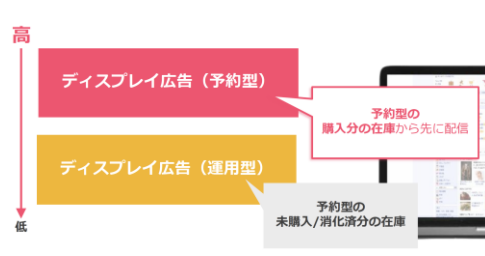 高
ディスプレイ広告（予約型）
予約型の
購入分の在庫から先に配信
ディスプレイ広告（運用型）
予約型の
未購入/消化済分の在庫
低